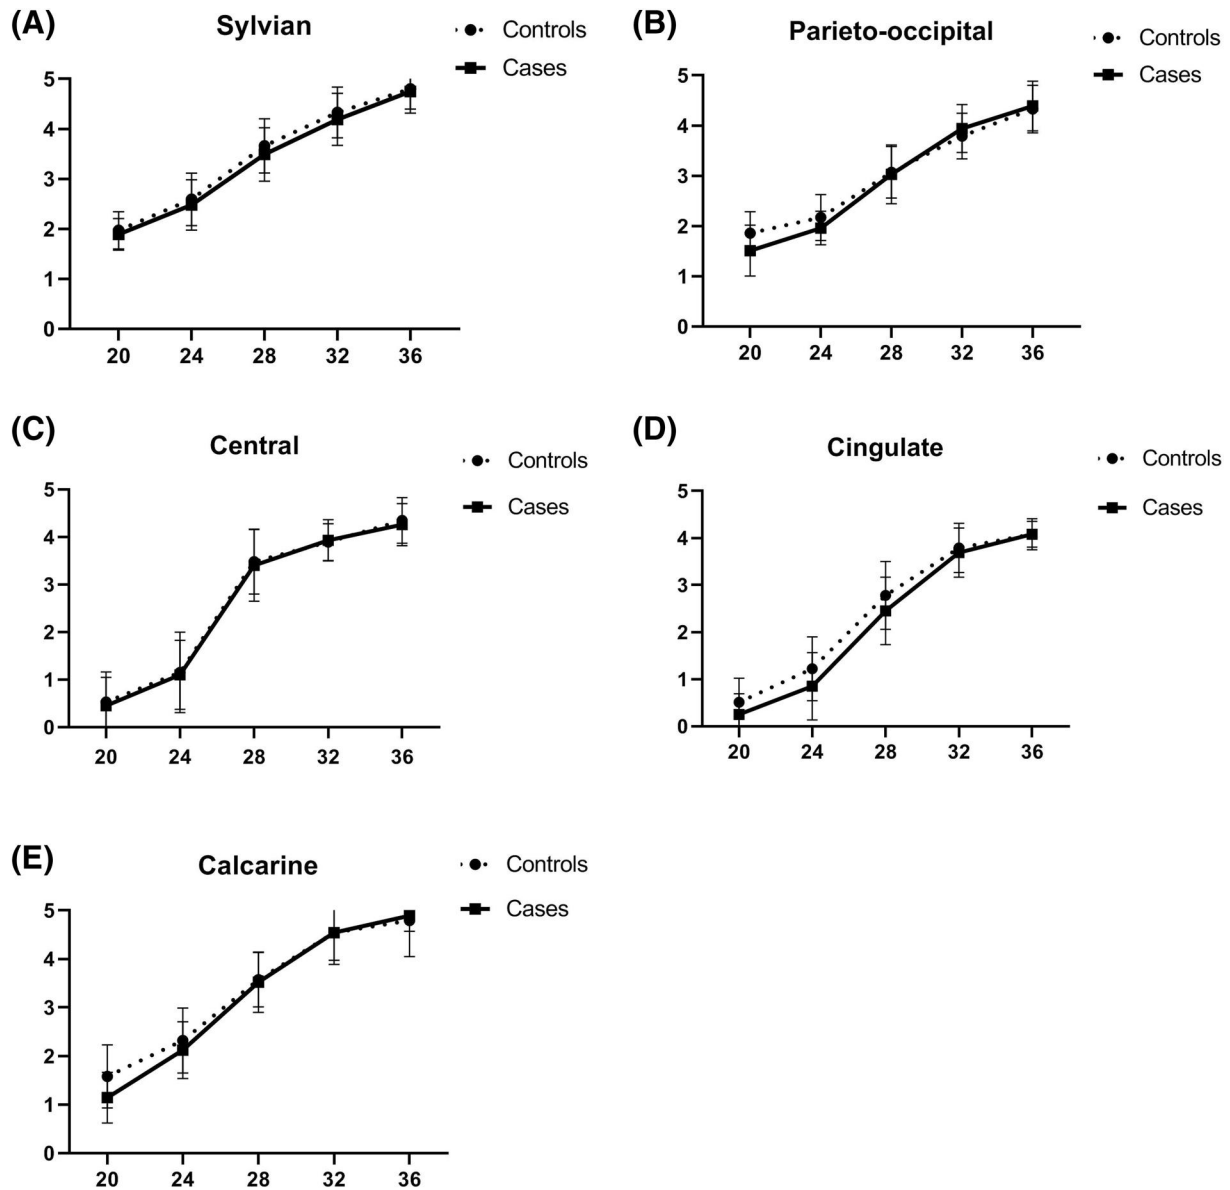 (A) Sylvian
Controls
Cases
5
4
3
2
1
0
20 24 28 32 36
(B) Parieto-occipital
Controls
Cases
5
4
3
2
1
0
20 24 28 32 36
(C) Central
Controls
Cases
5
4
3
2
1
0
20 24 28 32 36
(D) Cingulate
Controls
Cases
5
4
3
2
1
0
20 24 28 32 36
(E) Calcarine
Controls
Cases
5
4
3
2
1
0
20 24 28 32 36